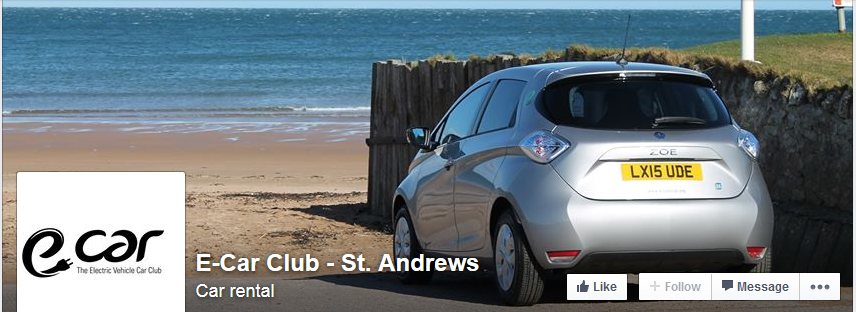 ZOE
LX15 UDE
e car
The Electric Vehicle Car Club
E-Car Club - St. Andrews
Car rental
Like
Follow
Message